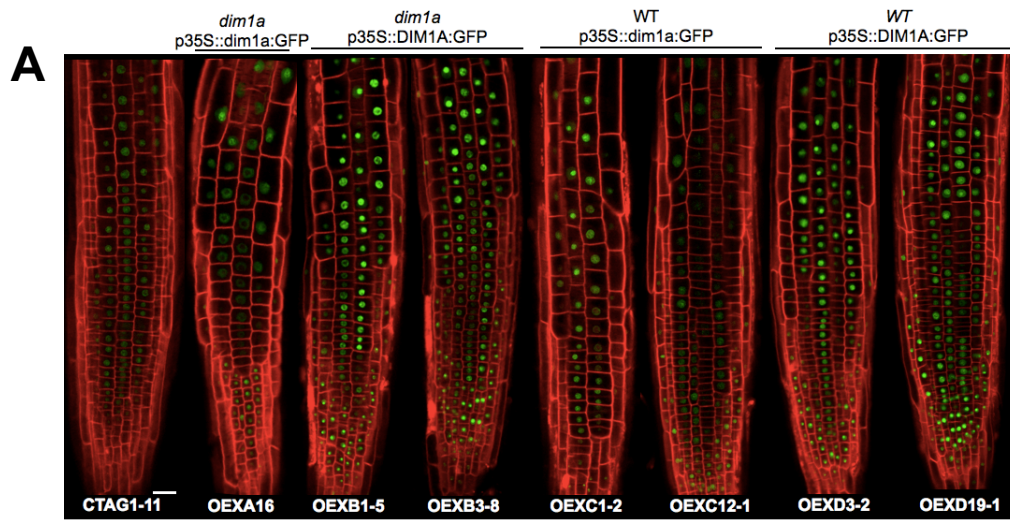 A
dim1a
p35S::dim1a:GFP
dim1a
p35S::DIM1A:GFP
WT
p35S::dim1a:GFP
WT
p35S::DIM1A:GFP
CTAG1-11
OEXA16
OEXB1-5
OEXB3-8
OEXC1-2
OEXC12-1
OEXD3-2
OEXD19-1